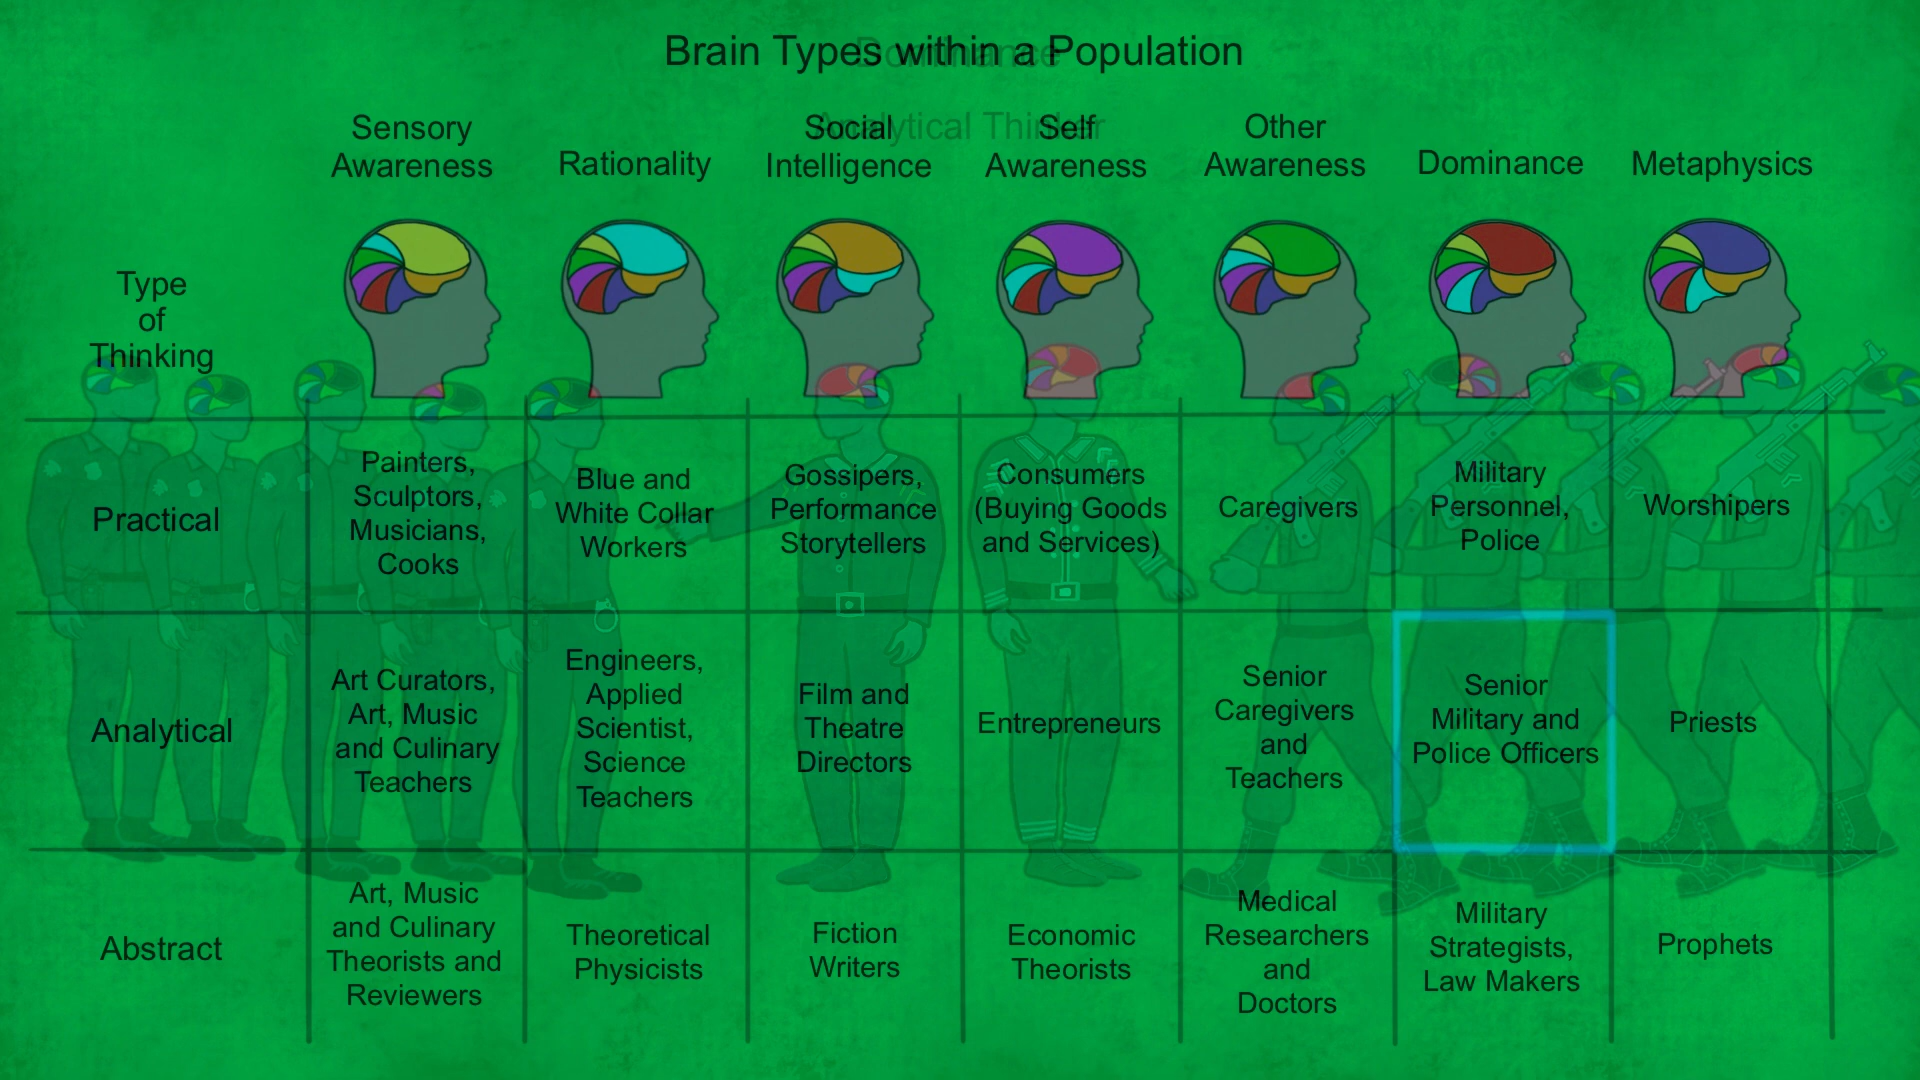 Brain Types within a Population
Dominance
Analytical Thinker
Sensory
Awareness
Rationality
Social
Intelligence
Self
Awareness
Other
Awareness
Dominance
Metaphysics
Type
of
Thinking
Practical
Painters,
Sculptors,
Musicians,
Cooks
Blue and
White Collar
Workers
Gossipers,
Performance
Storytellers
Consumers
(Buying Goods
and Services)
Caregivers
Military
Personnel,
Police
Worshipers
Analytical
Art Curators,
Art, Music
and Culinary
Teachers
Engineers,
Applied
Scientist,
Science
Teachers
Film and
Theatre
Directors
Entrepreneurs
Senior
Caregivers
and
Teachers
Senior
Military and
Police Officers
Priests
Abstract
Art, Music
and Culinary
Theorists and
Reviewers
Theoretical
Physicists
Fiction
Writers
Economic
Theorists
Medical
Researchers
and
Doctors
Military
Strategists,
Law Makers
Prophets